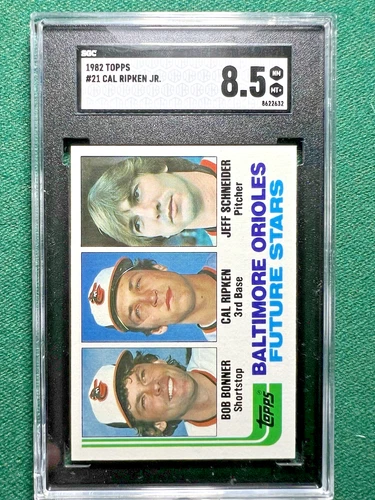 SGC
1982 TOPPS
#21 CAL RIPKEN JR.
8.5
NM
MT+
8622632
BOB BONNER
Shortstop
CAL RIPKEN
3rd Base
JEFF SCHNEIDER
Pitcher
topps®
BALTIMORE ORIOLES
FUTURE STARS